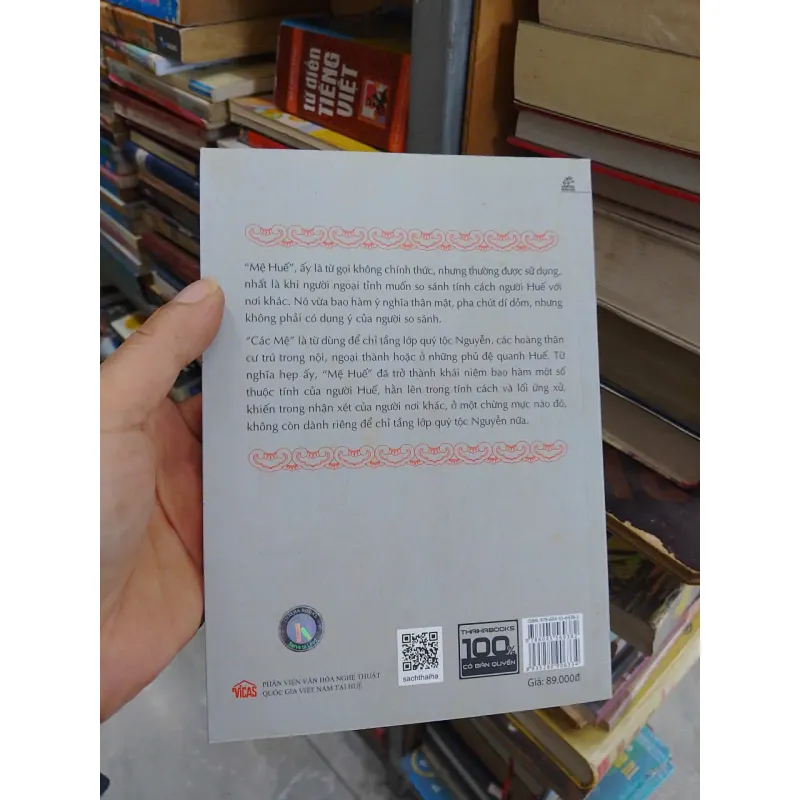 từ điển
TIẾNG
VIỆT
"Mệ Huế", ấy là từ gọi không chính thức, nhưng thường được sử dụng,
nhất là khi người ngoại tỉnh muốn so sánh tính cách người Huế với
nơi khác. Nó vừa bao hàm ý nghĩa thân mật, pha chút dí dỏm, nhưng
không phải có dụng ý của người so sánh.
"Các Mệ" là từ dùng để chỉ tầng lớp quý tộc Nguyễn, các hoàng thân
cư trú trong nội, ngoại thành hoặc ở những phủ đệ quanh Huế. Từ
nghĩa hẹp ấy, "Mệ Huế" đã trở thành khái niệm bao hàm một số
thuộc tính của người Huế, hằn lên trong tính cách và lối ứng xử,
khiến trong nhận xét của người nơi khác, ở một chừng mực nào đó,
không còn dành riêng để chỉ tầng lớp quý tộc Nguyễn nữa.
VICAS
PHÂN VIỆN VĂN HÓA NGHỆ THUẬT
QUỐC GIA VIỆT NAM TẠI HUẾ
sachthaiha
THAIHABOOKS
100%
CÓ BẢN QUYỀN
Giá: 89.000đ